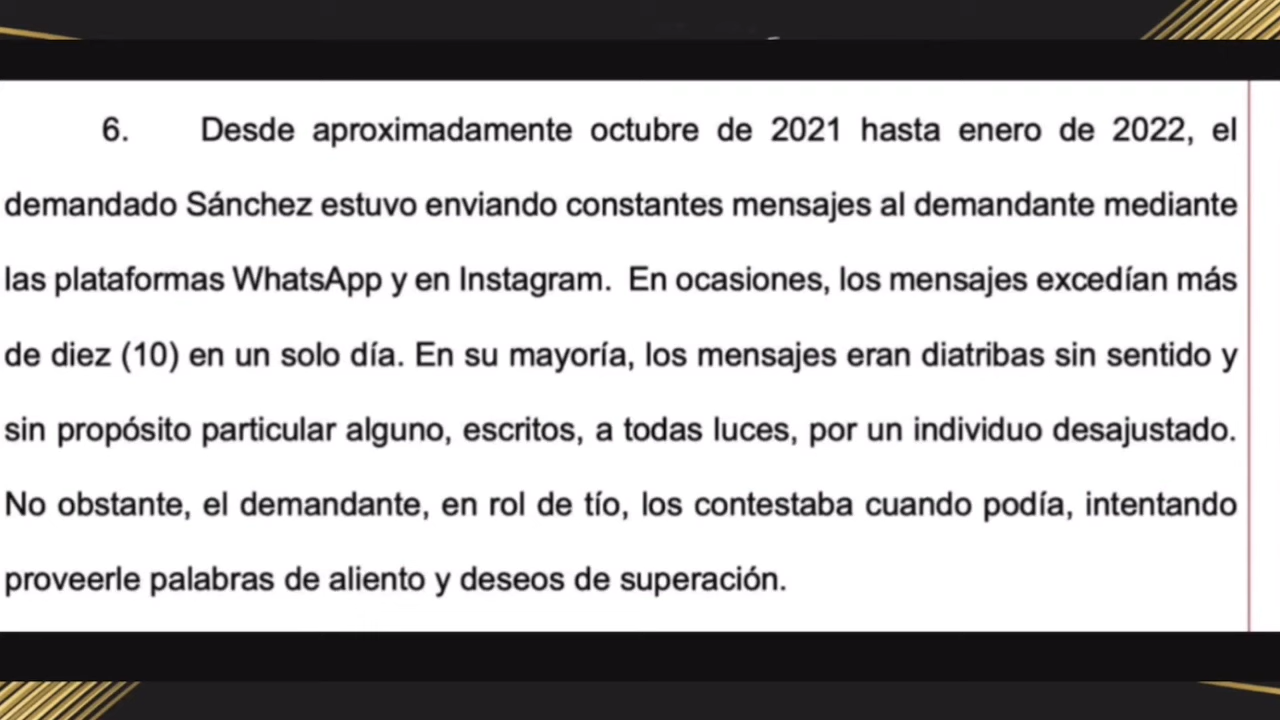 6. Desde aproximadamente octubre de 2021 hasta enero de 2022, el
demandado Sánchez estuvo enviando constantes mensajes al demandante mediante
las plataformas WhatsApp y en Instagram. En ocasiones, los mensajes excedían más
de diez (10) en un solo día. En su mayoría, los mensajes eran diatribas sin sentido y
sin propósito particular alguno, escritos, a todas luces, por un individuo desajustado.
No obstante, el demandante, en rol de tío, los contestaba cuando podía, intentando
proveerle palabras de aliento y deseos de superación.